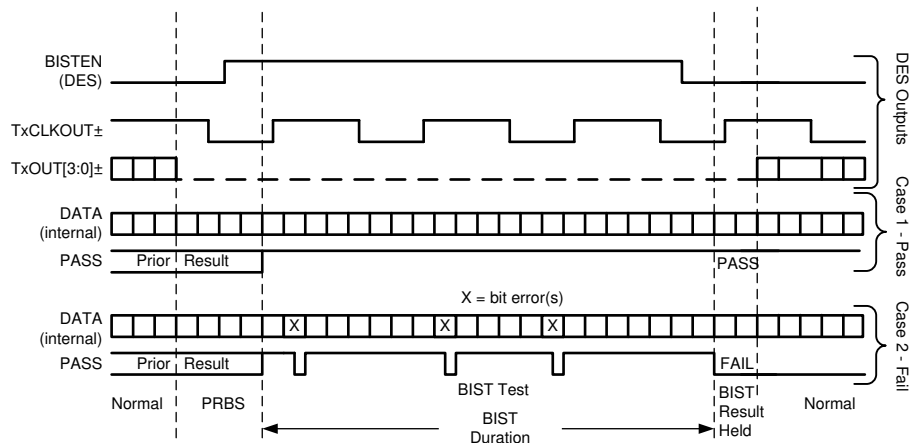 BISTEN
(DES)
TxCLKOUT±
TxOUT[3:0]±
DES Outputs
DATA
(internal)
PASS
Prior Result
PASS
Case 1 - Pass
X = bit error(s)
DATA
(internal)
X X X
PASS
Prior Result
FAIL
Case 2 - Fail
Normal
PRBS
BIST Test
BIST
Duration
BIST
Result
Held
Normal